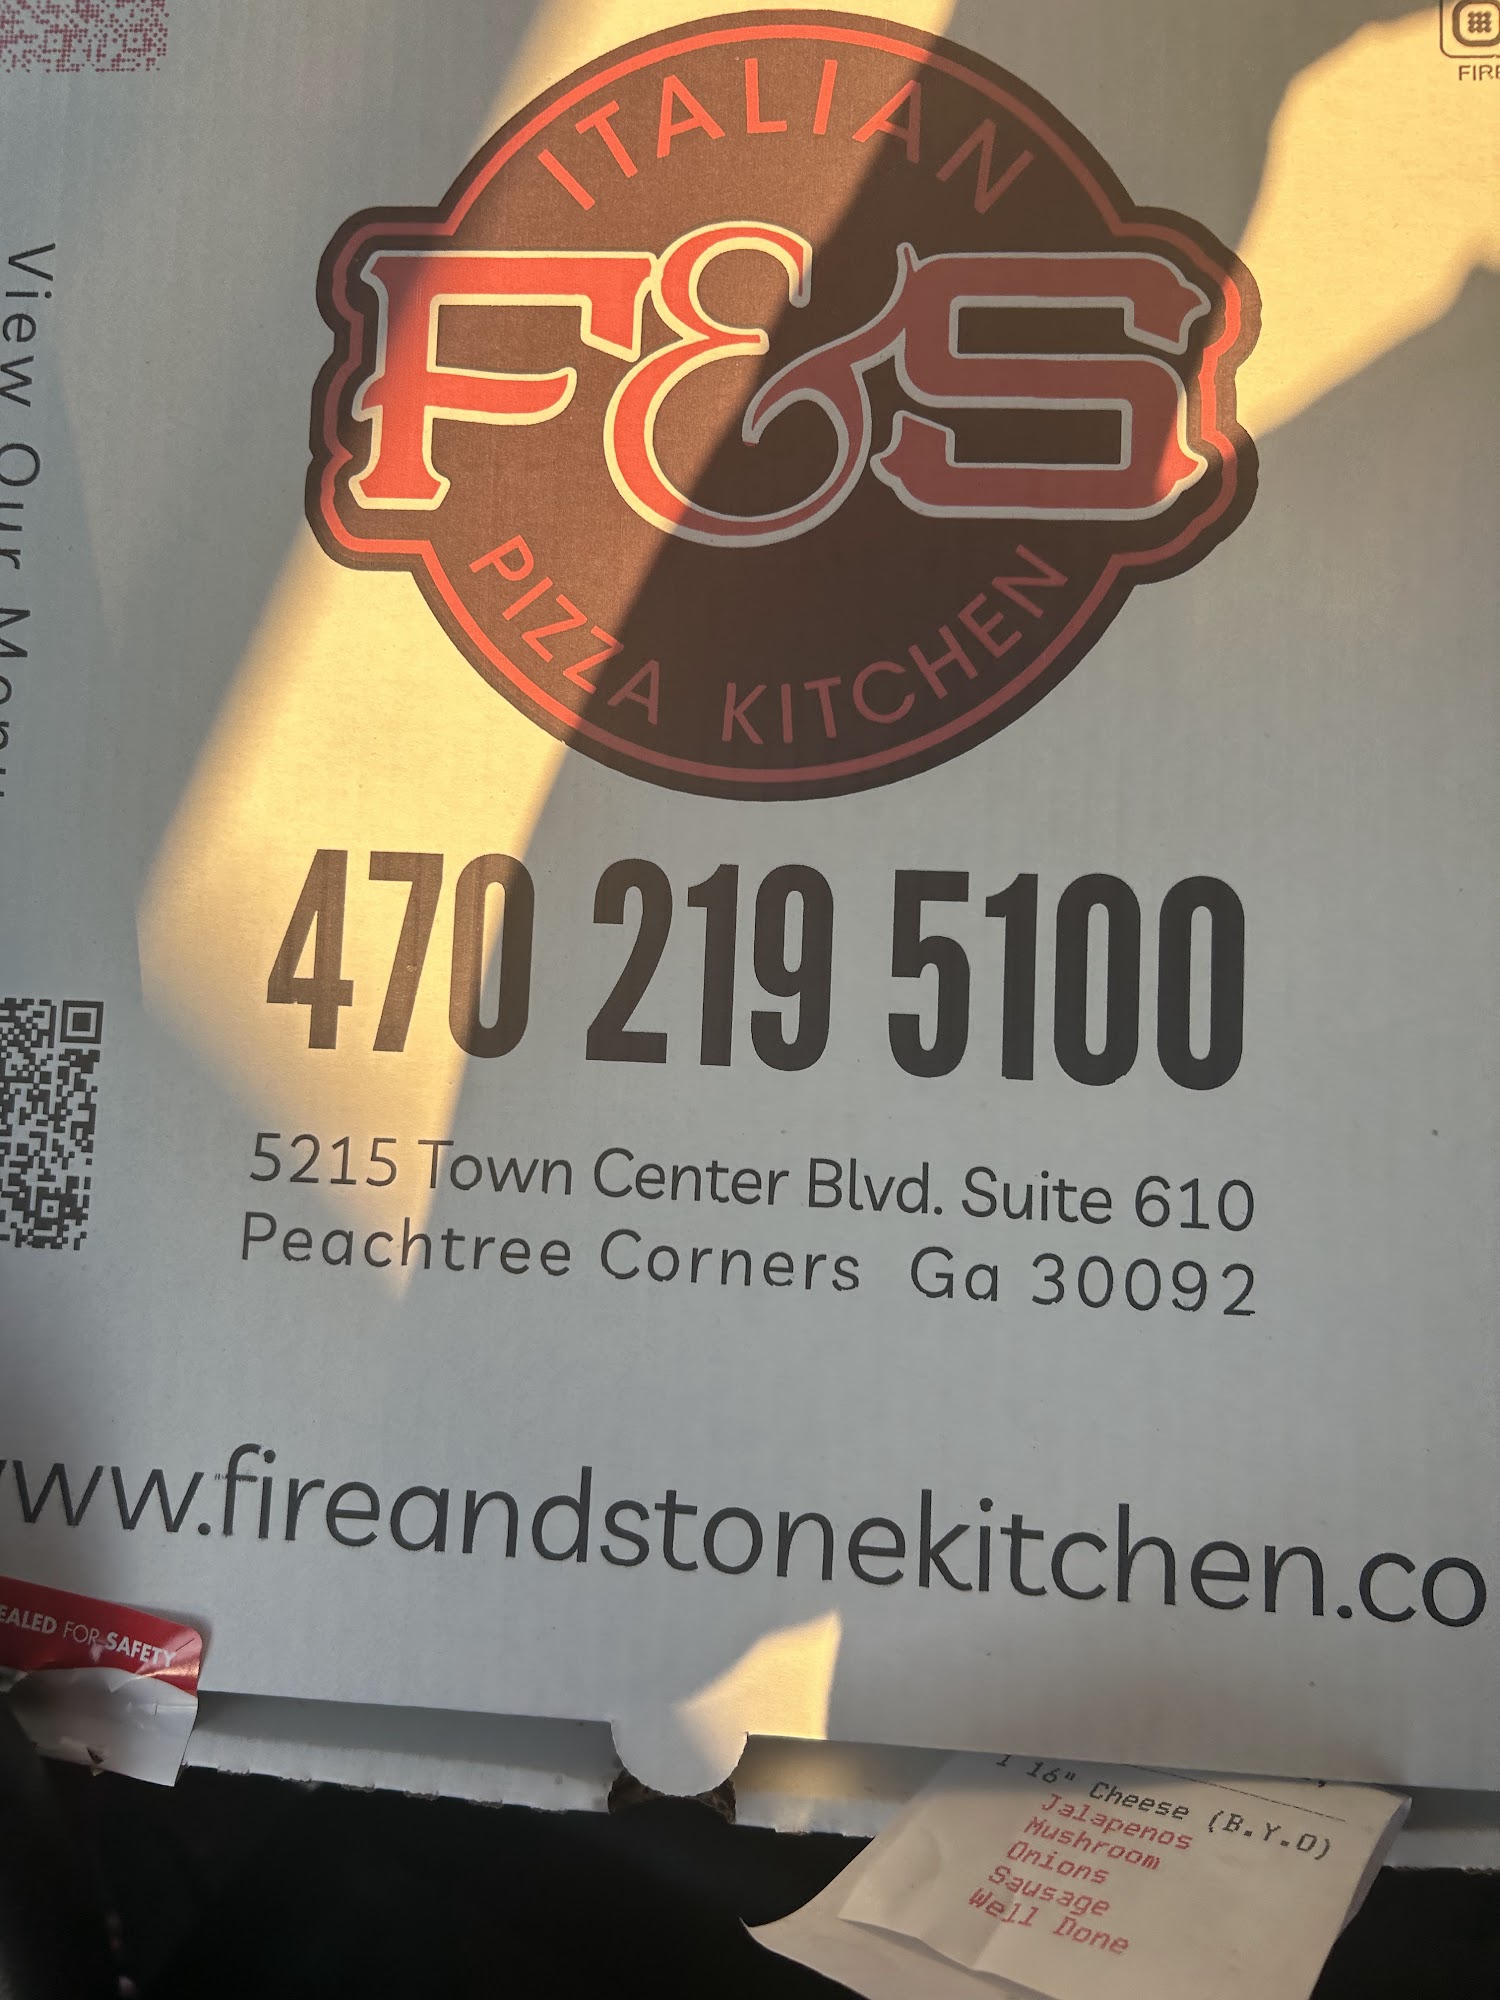 FIRE
ITALIAN
F&S
PIZZA KITCHEN
View Our Menu
470 219 5100
5215 Town Center Blvd. Suite 610
Peachtree Corners Ga 30092
ww.fireandstonekitchen.co
EALED FOR SAFETY
1 16" Cheese (B.Y.O)
Jalapenos
Mushroom
Onions
Sausage
Well Done